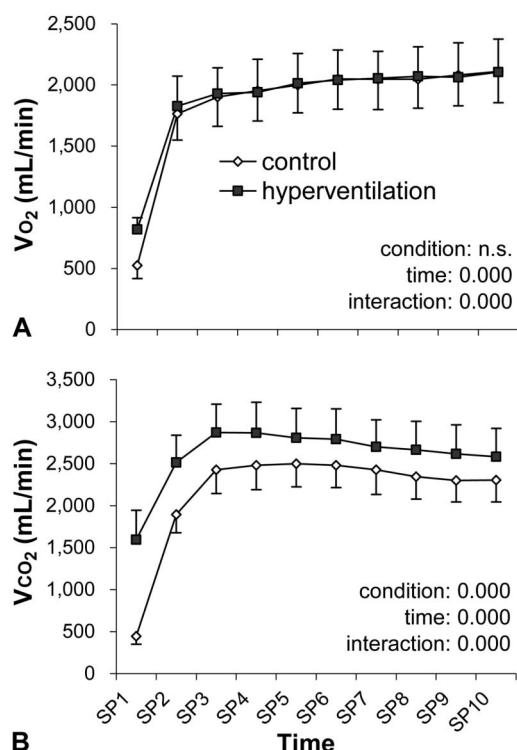 2,500
2,000
1,500
1,000
500
0
Vo₂ (mL/min)
control
hyperventilation
condition: n.s.
time: 0.000
interaction: 0.000
A
3,500
3,000
2,500
2,000
1,500
1,000
500
0
Vco₂ (mL/min)
condition: 0.000
time: 0.000
interaction: 0.000
SP1
SP2
SP3
SP4
SP5
SP6
SP7
SP8
SP9
SP10
B
Time